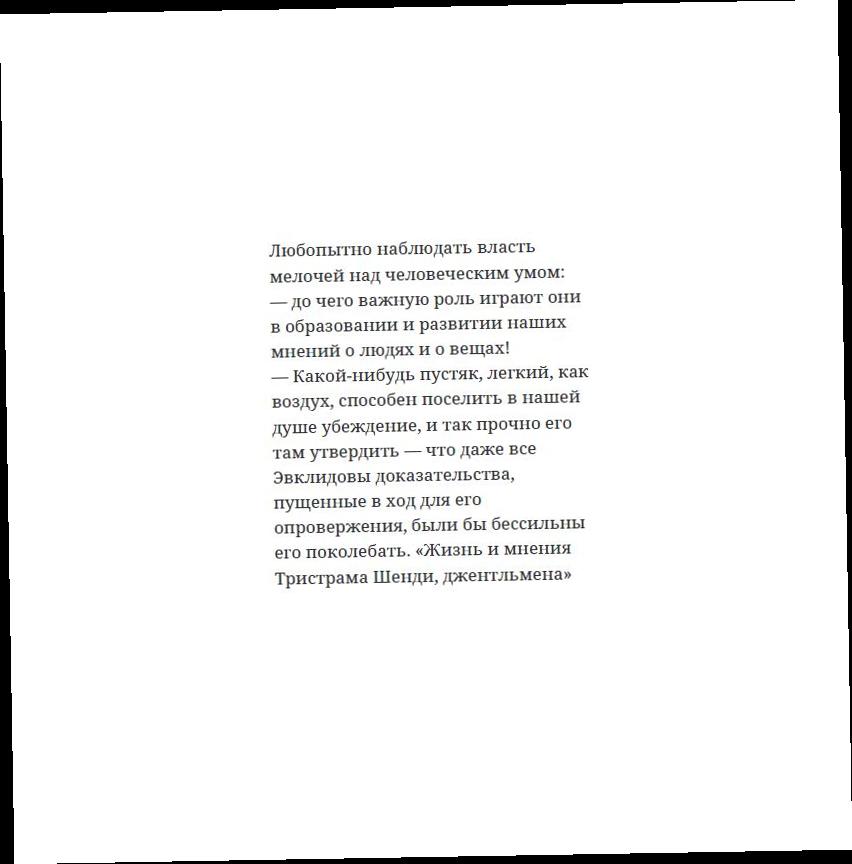 Любопытно наблюдать власть
мелочей над человеческим умом:
— до чего важную роль играют они
в образовании и развитии наших
мнений о людях и о вещах!
— Какой-нибудь пустяк, легкий, как
воздух, способен поселить в нашей
душе убеждение, и так прочно его
там утвердить — что даже все
Эвклидовы доказательства,
пущенные в ход для его
опровержения, были бы бессильны
его поколебать. «Жизнь и мнения
Тристрама Шенди, джентльмена»